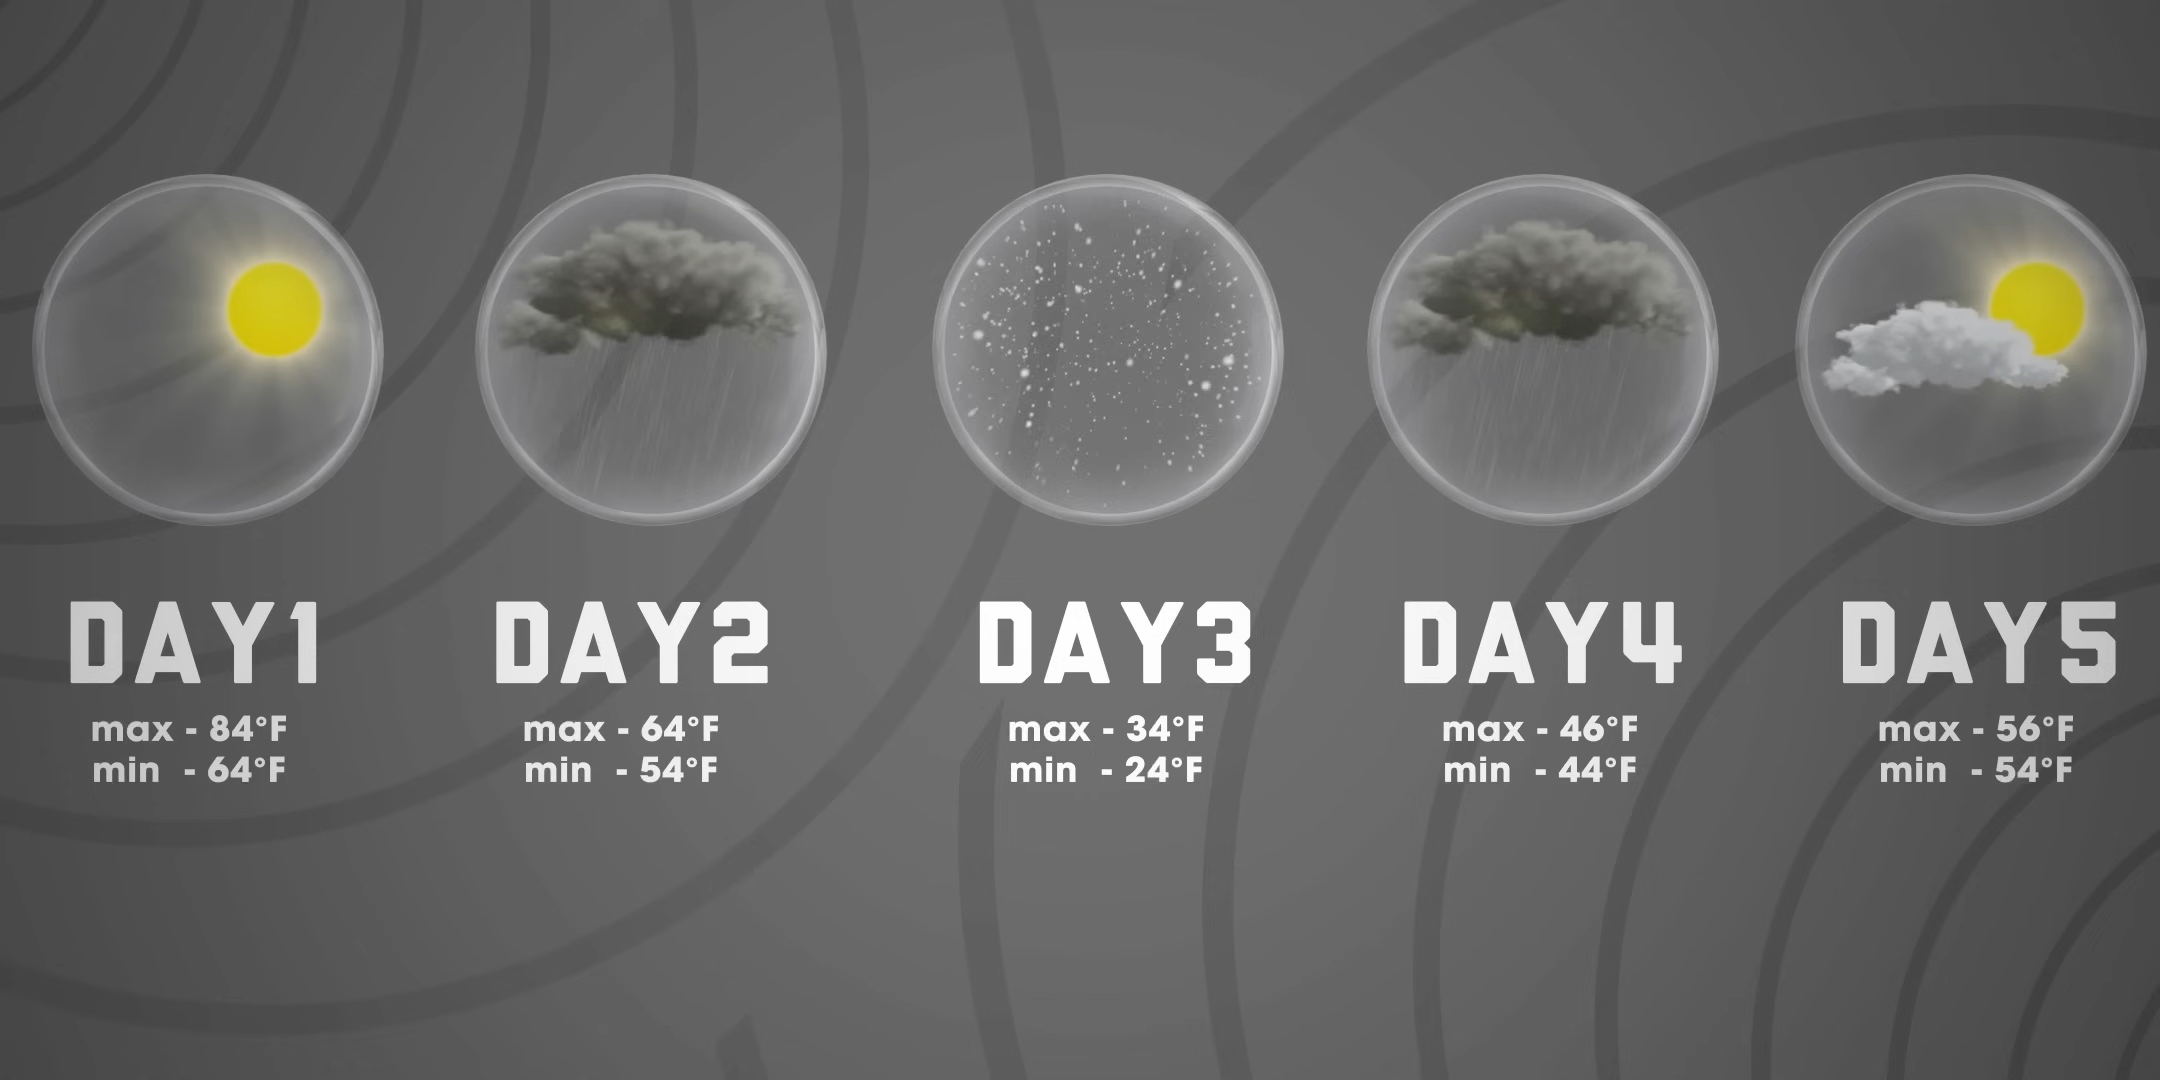 DAY1
max - 84°F
min - 64°F
DAY2
max - 64°F
min - 54°F
DAY3
max - 34°F
min - 24°F
DAY4
max - 46°F
min - 44°F
DAY5
max - 56°F
min - 54°F